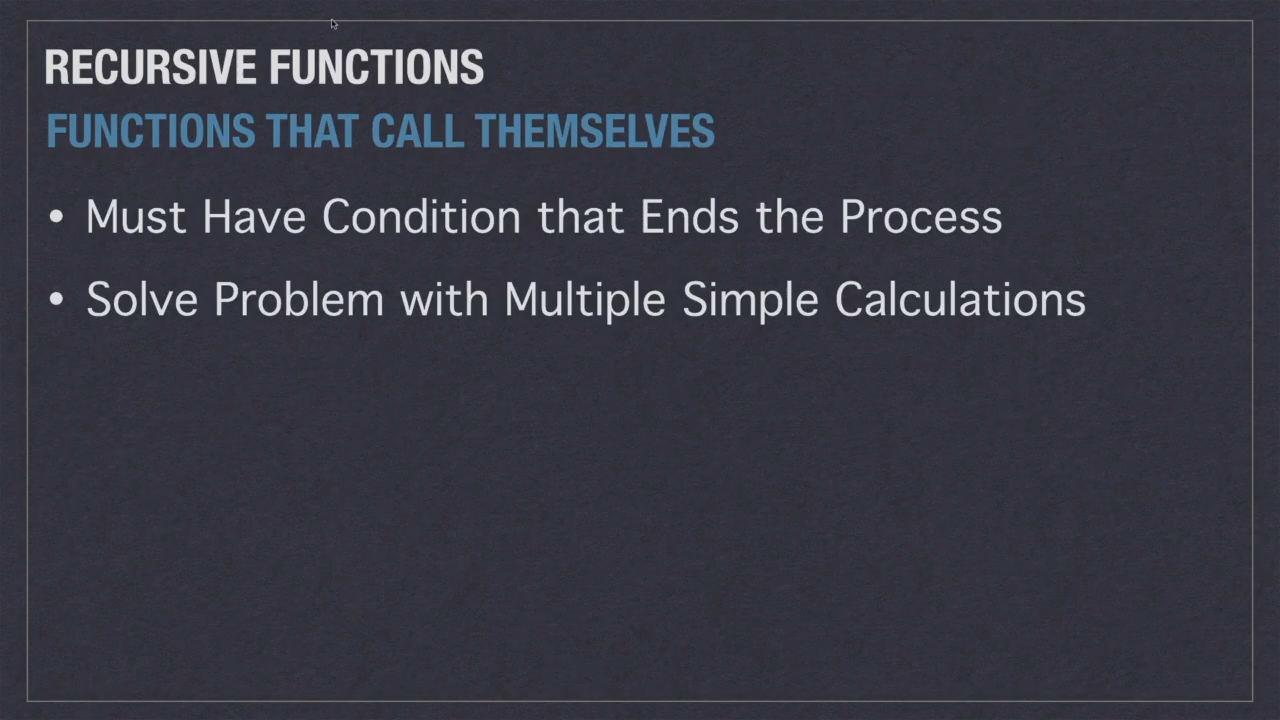 RECURSIVE FUNCTIONS
FUNCTIONS THAT CALL THEMSELVES
• Must Have Condition that Ends the Process
• Solve Problem with Multiple Simple Calculations